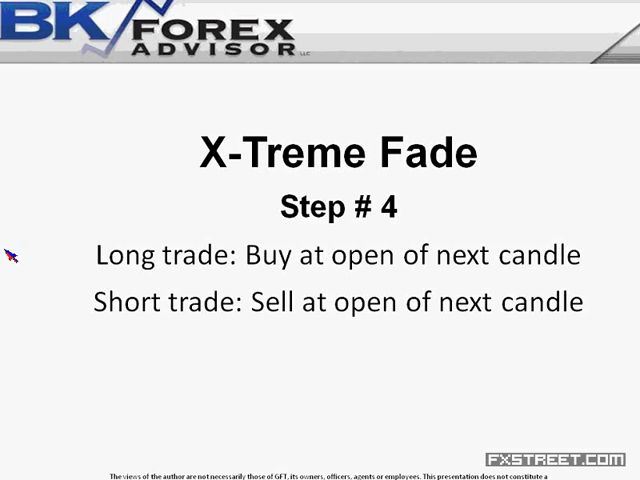 BK FOREX
ADVISOR LLC
X-Treme Fade
Step # 4
Long trade: Buy at open of next candle
Short trade: Sell at open of next candle
FXSTREET.COM
The views of the author are not necessarily those of GFT, its owners, officers, agents or employees. This presentation does not constitute a